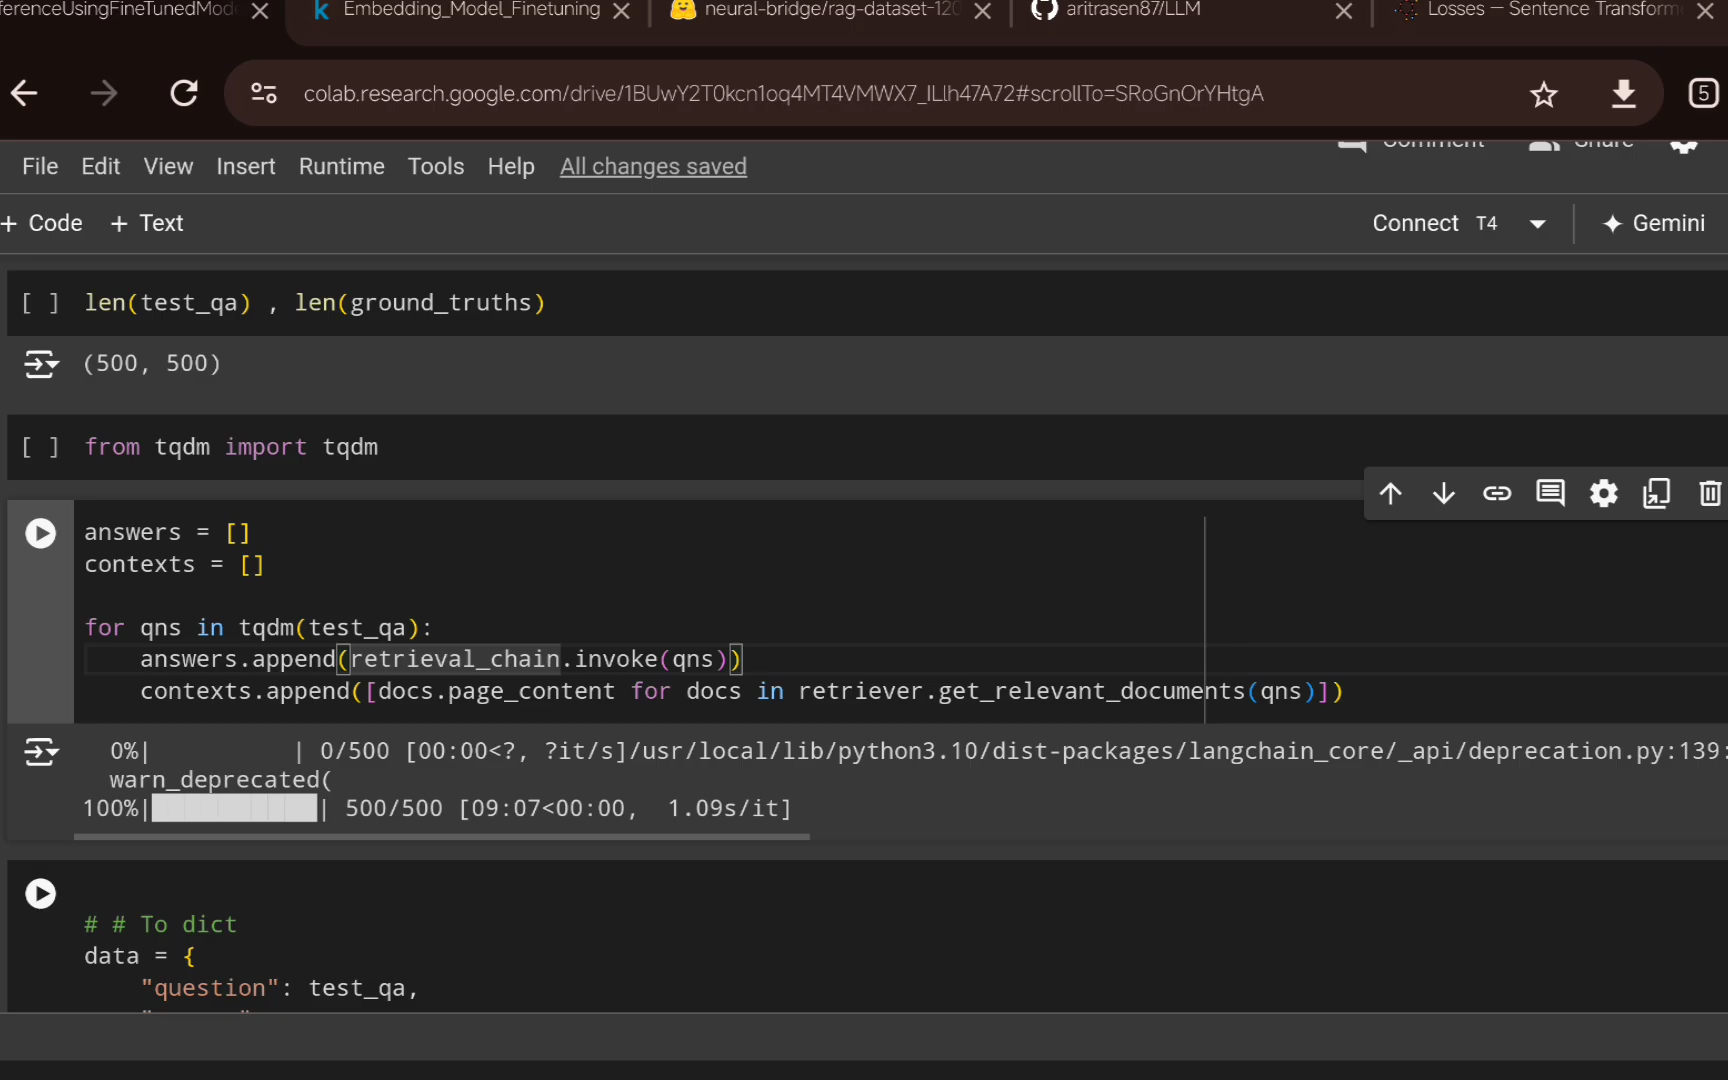 Embedding_Model_Finetuning
neural-bridge/rag-dataset-120
aritrasen87/LLM
Losses — Sentence Transform
colab.research.google.com/drive/1BUwY2T0kcn1oq4MT4VMWX7_ILlh47A72#scrollTo=SRoGnOrYHtgA
5
Comment
Share
File Edit View Insert Runtime Tools Help All changes saved
+ Code + Text
Connect T4
Gemini
[ ] len(test_qa) , len(ground_truths)
(500, 500)
[ ] from tqdm import tqdm
answers = []
contexts = []
for qns in tqdm(test_qa):
answers.append(retrieval_chain.invoke(qns))
contexts.append([docs.page_content for docs in retriever.get_relevant_documents(qns)])
0%| | 0/500 [00:00<?, ?it/s]/usr/local/lib/python3.10/dist-packages/langchain_core/_api/deprecation.py:139:
warn_deprecated(
100%|██████████| 500/500 [09:07<00:00, 1.09s/it]
# # To dict
data = {
"question": test_qa,